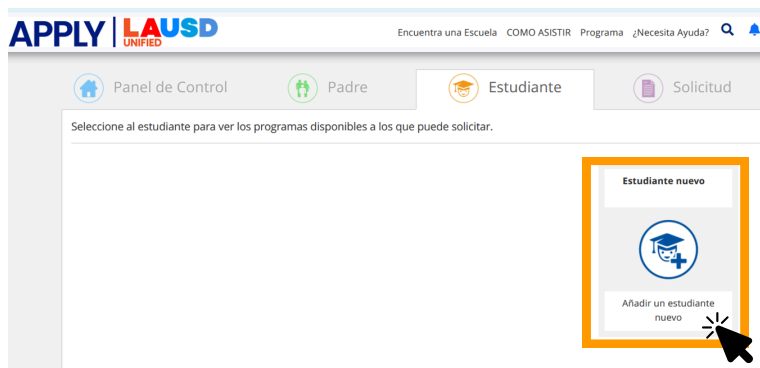 APPLY LAUSD
UNIFIED
Encuentra una Escuela COMO ASISTIR Programa ¿Necesita Ayuda?
Panel de Control Padre Estudiante Solicitud
Seleccione al estudiante para ver los programas disponibles a los que puede solicitar.
Estudiante nuevo
Añadir un estudiante
nuevo